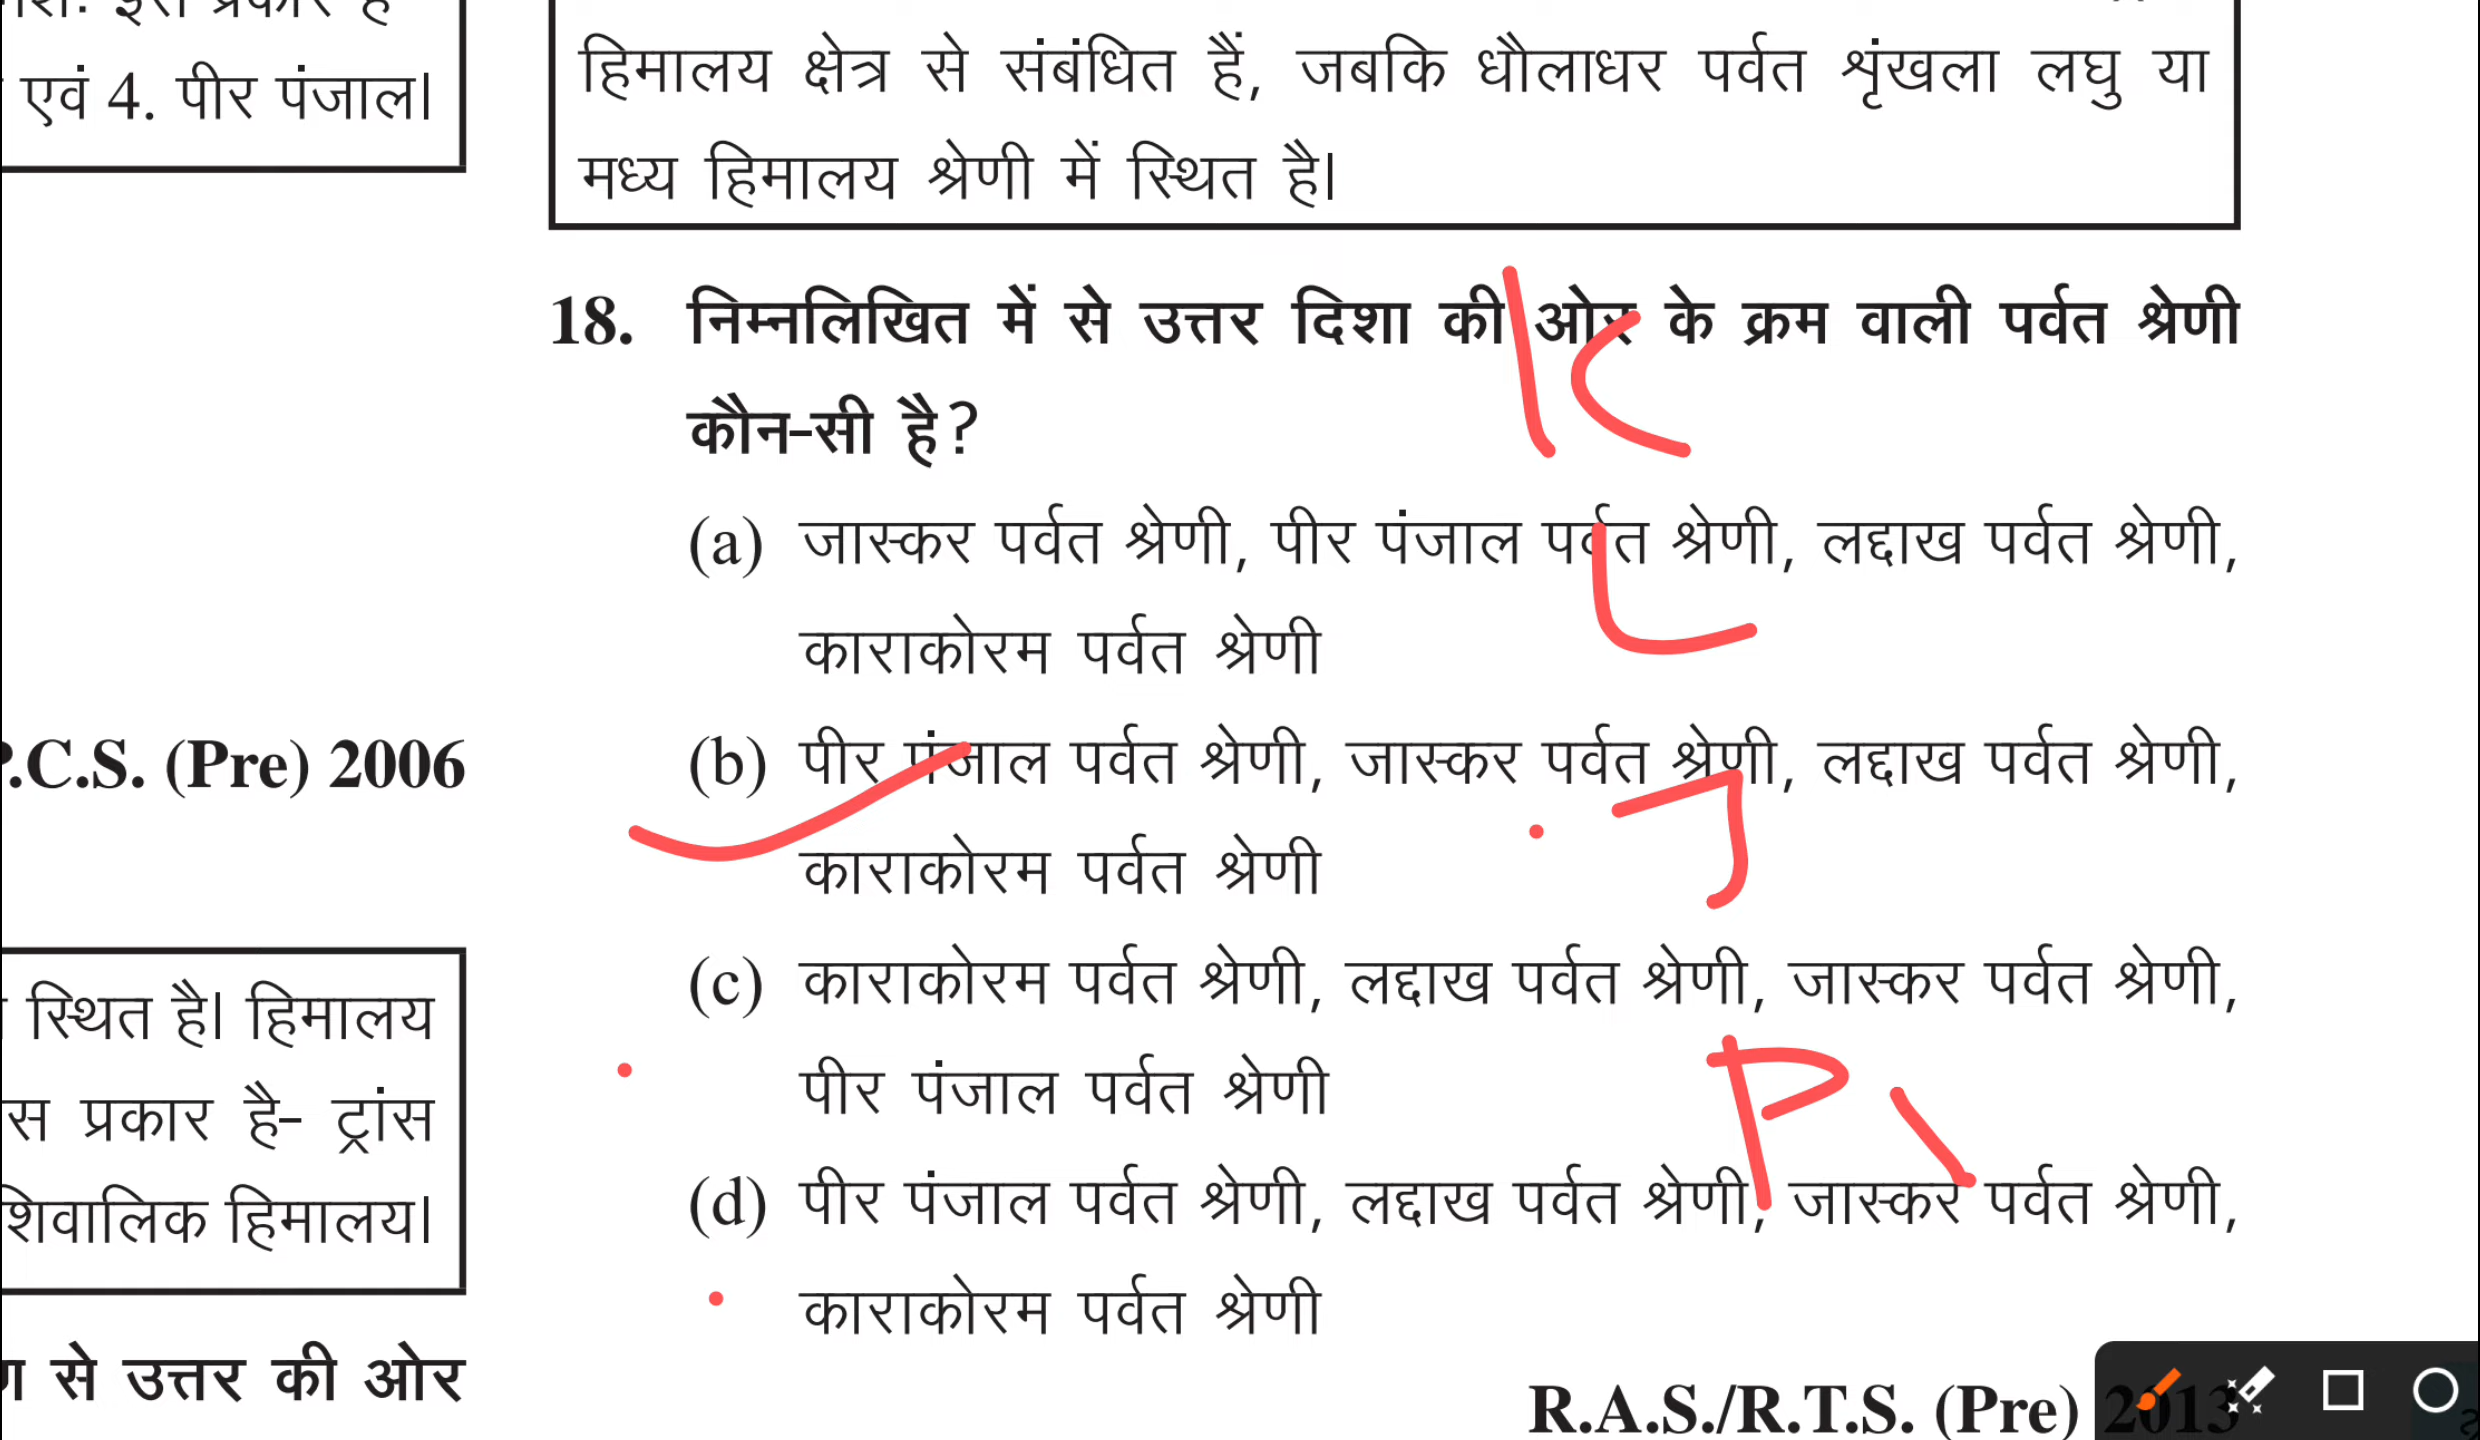 एवं 4. पीर पंजाल।
हिमालय क्षेत्र से संबंधित हैं, जबकि धौलाधर पर्वत श्रृंखला लघु या
मध्य हिमालय श्रेणी में स्थित है।
18. निम्नलिखित में से उत्तर दिशा की ओर के क्रम वाली पर्वत श्रेणी
कौन-सी है?
(a) जास्कर पर्वत श्रेणी, पीर पंजाल पर्वत श्रेणी, लद्दाख पर्वत श्रेणी,
काराकोरम पर्वत श्रेणी
(b) पीर पंजाल पर्वत श्रेणी, जास्कर पर्वत श्रेणी, लद्दाख पर्वत श्रेणी,
काराकोरम पर्वत श्रेणी
(c) काराकोरम पर्वत श्रेणी, लद्दाख पर्वत श्रेणी, जास्कर पर्वत श्रेणी,
पीर पंजाल पर्वत श्रेणी
(d) पीर पंजाल पर्वत श्रेणी, लद्दाख पर्वत श्रेणी, जास्कर पर्वत श्रेणी,
काराकोरम पर्वत श्रेणी
R.A.S./R.T.S. (Pre) 2013
.C.S. (Pre) 2006
स्थित है। हिमालय
स प्रकार है- ट्रांस
शिवालिक हिमालय।
से उत्तर की ओर
K
L
J
P